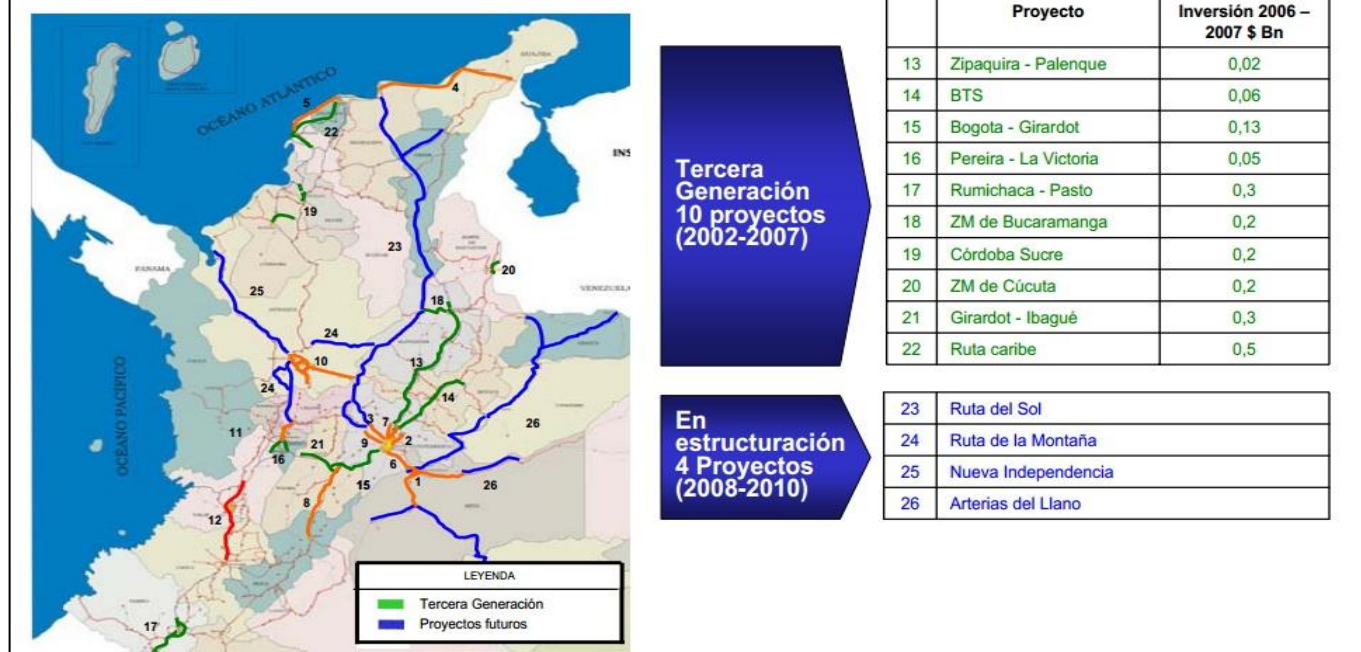 OCÉANO ATLÁNTICO
4
5
22
INS
19
23
20
PANAMA
VENEZUELA
25
18
24
10
13
OCÉANO PACÍFICO
24
14
11
3
7
26
21
9
2
16
6
15
1
26
8
12
17
LEYENDA
Tercera Generación
Proyectos futuros
Tercera
Generación
10 proyectos
(2002-2007)
En
estructuración
4 Proyectos
(2008-2010)
Proyecto
Inversión 2006 –
2007 $ Bn
13 Zipaquira - Palenque 0,02
14 BTS 0,06
15 Bogota - Girardot 0,13
16 Pereira - La Victoria 0,05
17 Rumichaca - Pasto 0,3
18 ZM de Bucaramanga 0,2
19 Córdoba Sucre 0,2
20 ZM de Cúcuta 0,2
21 Girardot - Ibagué 0,3
22 Ruta caribe 0,5
23 Ruta del Sol
24 Ruta de la Montaña
25 Nueva Independencia
26 Arterias del Llano